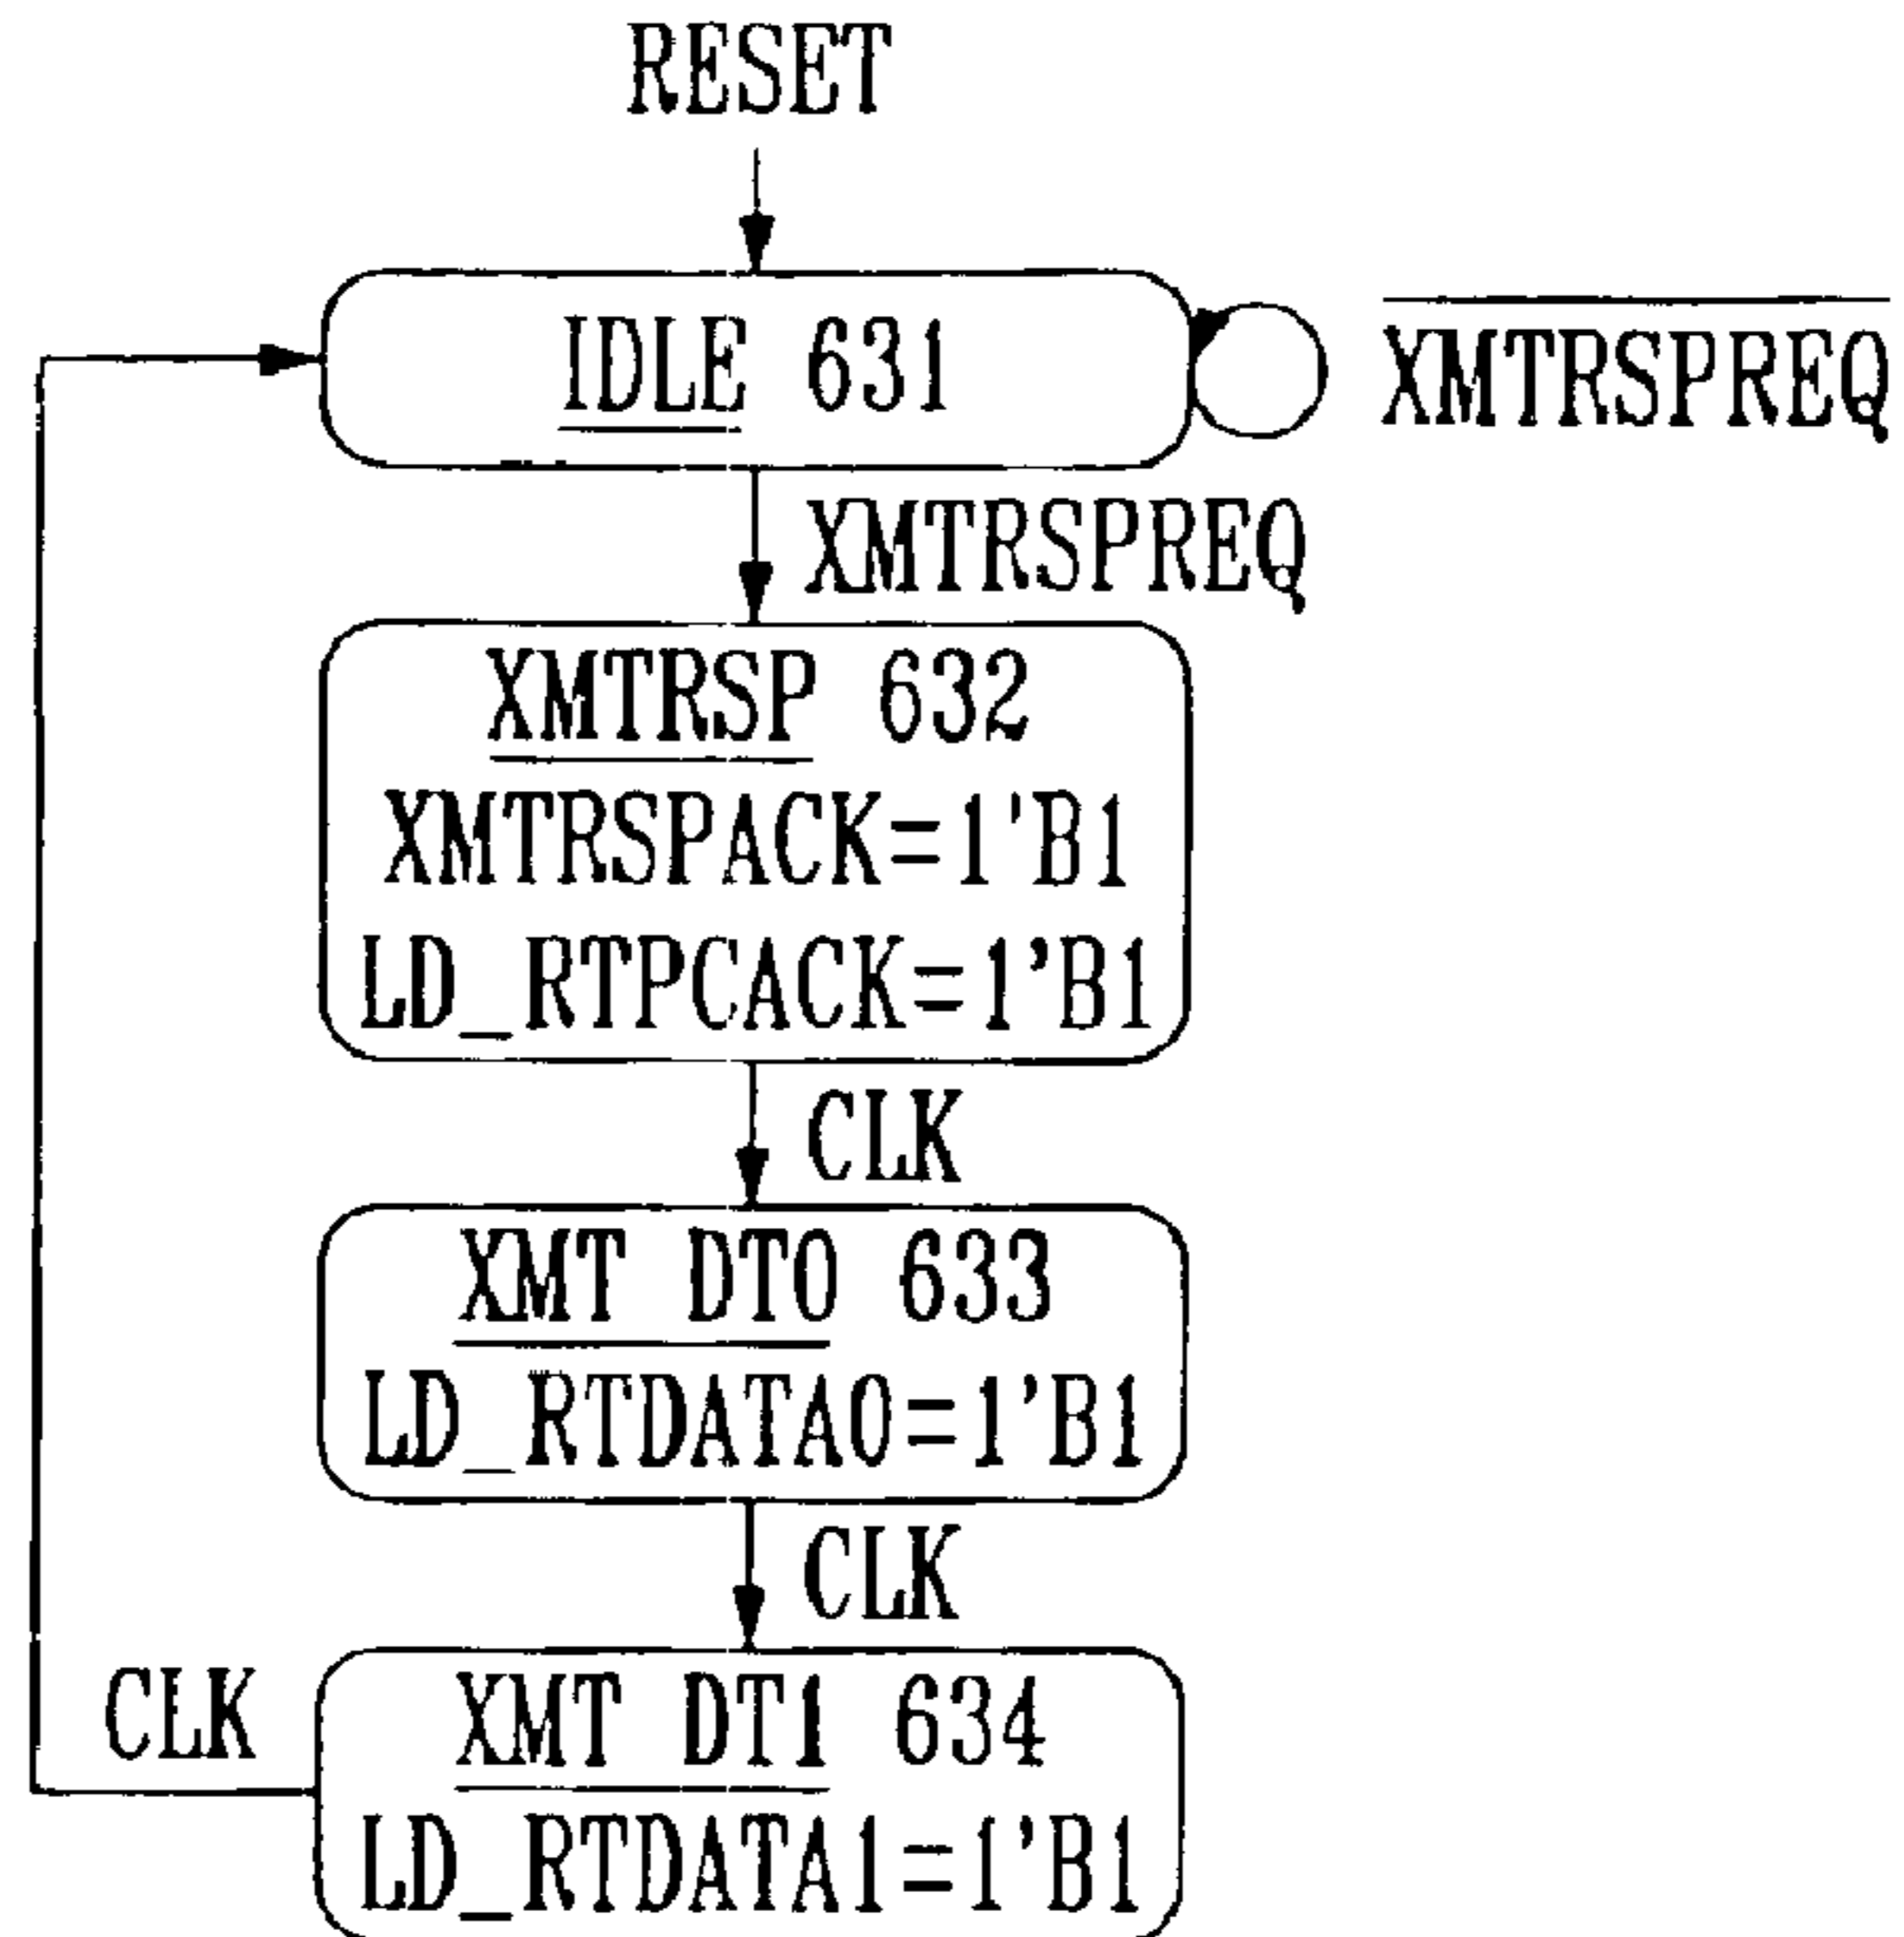 RESET
IDLE 631
XMTRSPREQ
XMTRSPREQ
XMTRSP 632
XMTRSPACK=1'B1
LD_RTPCACK=1'B1
CLK
XMT DT0 633
LD_RTDATA0=1'B1
CLK
CLK
XMT DT1 634
LD_RTDATA1=1'B1